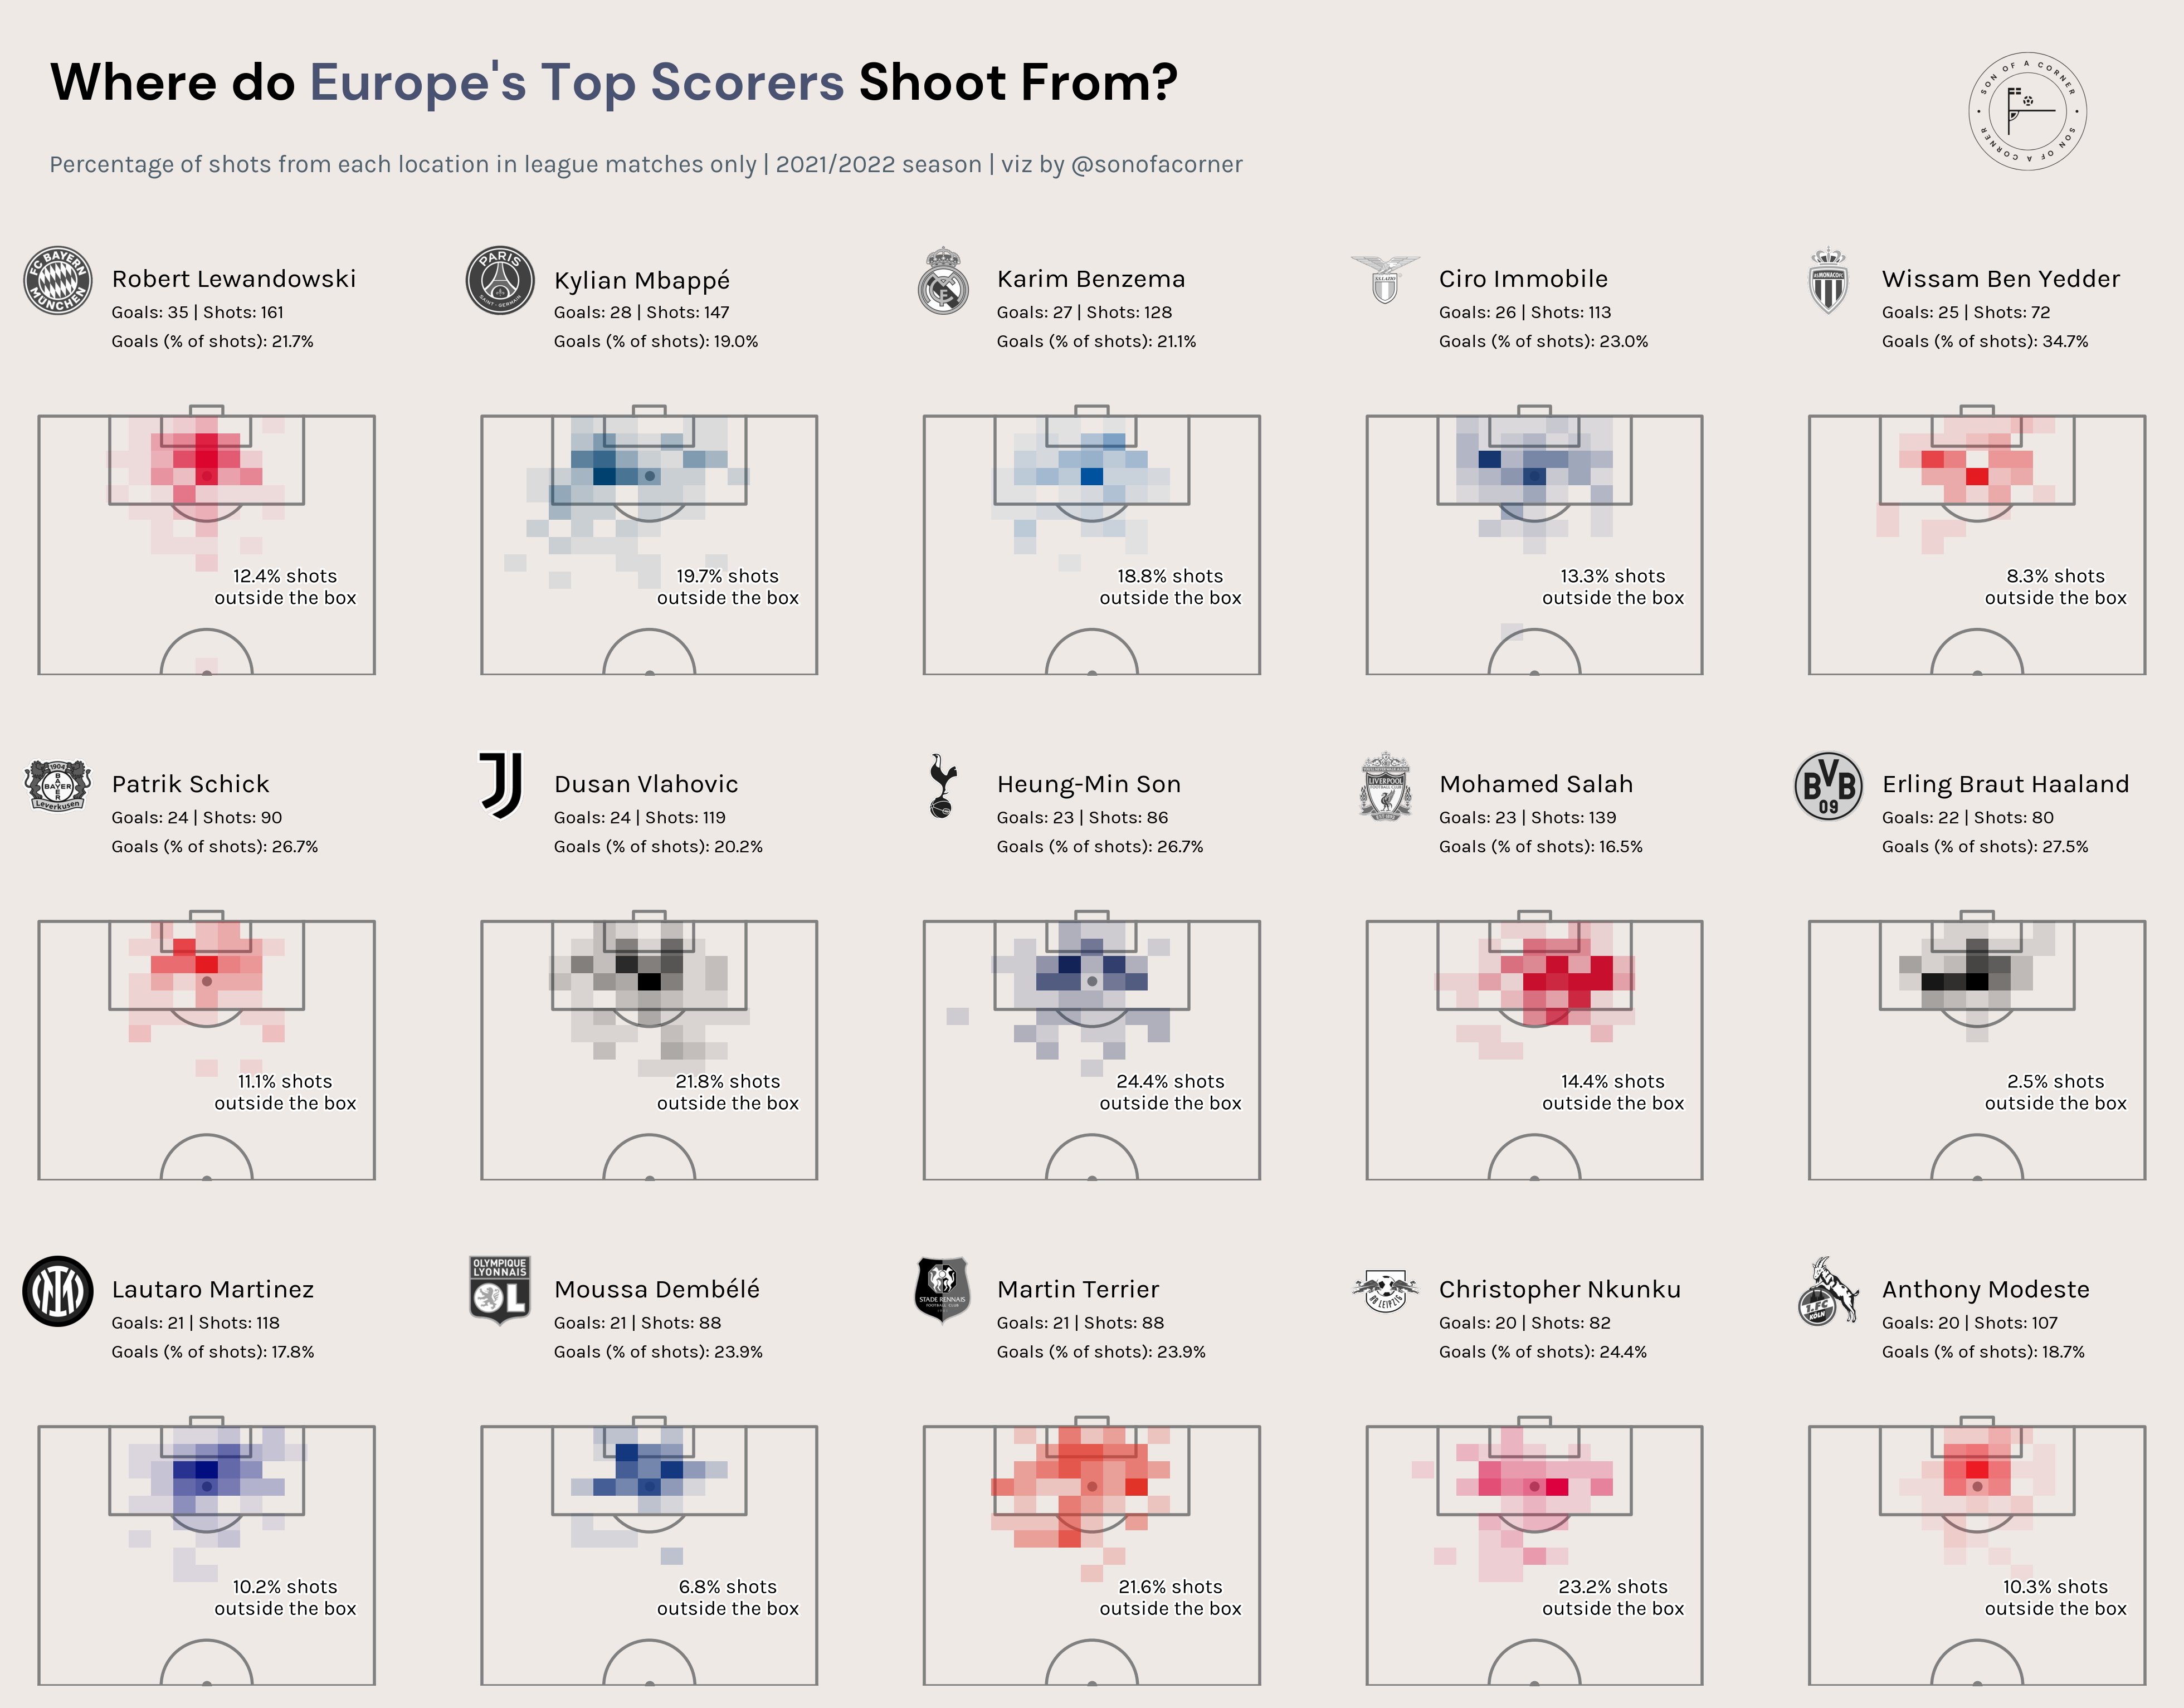 Where do Europe's Top Scorers Shoot From?
SON OF A CORNER • SON OF A CORNER •
Percentage of shots from each location in league matches only | 2021/2022 season | viz by @sonofacorner
FC BAYERN MÜNCHEN
Robert Lewandowski
Goals: 35 | Shots: 161
Goals (% of shots): 21.7%
12.4% shots
outside the box
PARIS
SAINT-GERMAIN
Kylian Mbappé
Goals: 28 | Shots: 147
Goals (% of shots): 19.0%
19.7% shots
outside the box
Karim Benzema
Goals: 27 | Shots: 128
Goals (% of shots): 21.1%
18.8% shots
outside the box
S.S.LAZIO
Ciro Immobile
Goals: 26 | Shots: 113
Goals (% of shots): 23.0%
13.3% shots
outside the box
AS MONACO FC
Wissam Ben Yedder
Goals: 25 | Shots: 72
Goals (% of shots): 34.7%
8.3% shots
outside the box
1904
BAYER
BAYER
Leverkusen
Patrik Schick
Goals: 24 | Shots: 90
Goals (% of shots): 26.7%
11.1% shots
outside the box
Dusan Vlahovic
Goals: 24 | Shots: 119
Goals (% of shots): 20.2%
21.8% shots
outside the box
Heung-Min Son
Goals: 23 | Shots: 86
Goals (% of shots): 26.7%
24.4% shots
outside the box
LIVERPOOL
FOOTBALL CLUB
Mohamed Salah
Goals: 23 | Shots: 139
Goals (% of shots): 16.5%
14.4% shots
outside the box
BVB
09
Erling Braut Haaland
Goals: 22 | Shots: 80
Goals (% of shots): 27.5%
2.5% shots
outside the box
Lautaro Martinez
Goals: 21 | Shots: 118
Goals (% of shots): 17.8%
10.2% shots
outside the box
OLYMPIQUE
LYONNAIS
OL
Moussa Dembélé
Goals: 21 | Shots: 88
Goals (% of shots): 23.9%
6.8% shots
outside the box
STADE RENNAIS
FOOTBALL CLUB
Martin Terrier
Goals: 21 | Shots: 88
Goals (% of shots): 23.9%
21.6% shots
outside the box
RB LEIPZIG
Christopher Nkunku
Goals: 20 | Shots: 82
Goals (% of shots): 24.4%
23.2% shots
outside the box
1.FC
KÖLN
Anthony Modeste
Goals: 20 | Shots: 107
Goals (% of shots): 18.7%
10.3% shots
outside the box